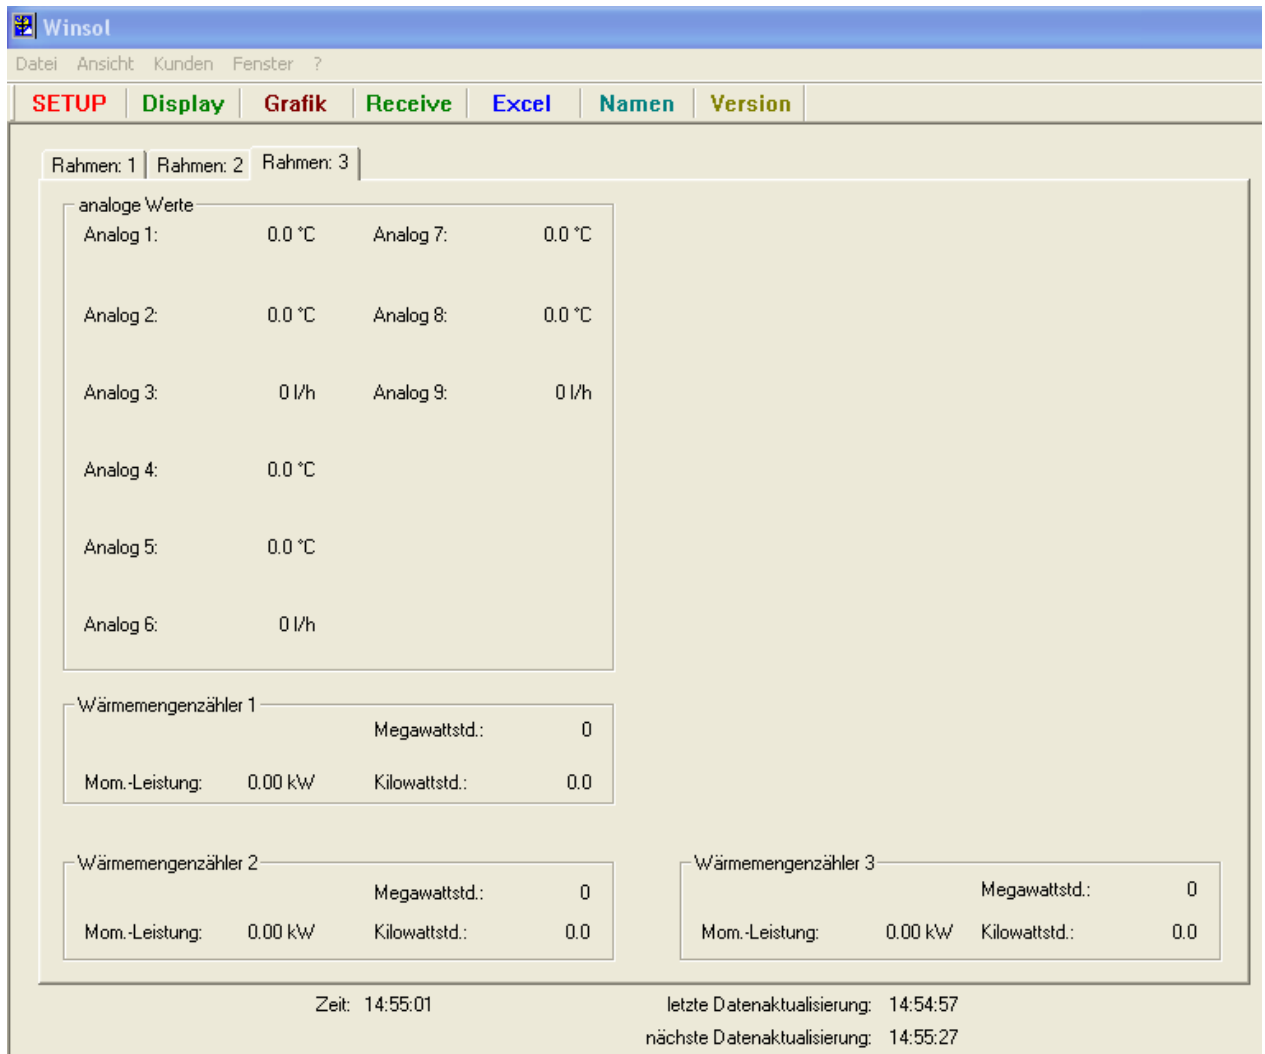 Winsol
Datei Ansicht Kunden Fenster ?
SETUP Display Grafik Receive Excel Namen Version
Rahmen: 1 Rahmen: 2 Rahmen: 3
analoge Werte
Analog 1: 0.0 °C Analog 7: 0.0 °C
Analog 2: 0.0 °C Analog 8: 0.0 °C
Analog 3: 0 l/h Analog 9: 0 l/h
Analog 4: 0.0 °C
Analog 5: 0.0 °C
Analog 6: 0 l/h
Wärmemengenzähler 1
Megawattstd.: 0
Mom.-Leistung: 0.00 kW Kilowattstd.: 0.0
Wärmemengenzähler 2
Megawattstd.: 0
Mom.-Leistung: 0.00 kW Kilowattstd.: 0.0
Wärmemengenzähler 3
Megawattstd.: 0
Mom.-Leistung: 0.00 kW Kilowattstd.: 0.0
Zeit: 14:55:01 letzte Datenaktualisierung: 14:54:57
nächste Datenaktualisierung: 14:55:27